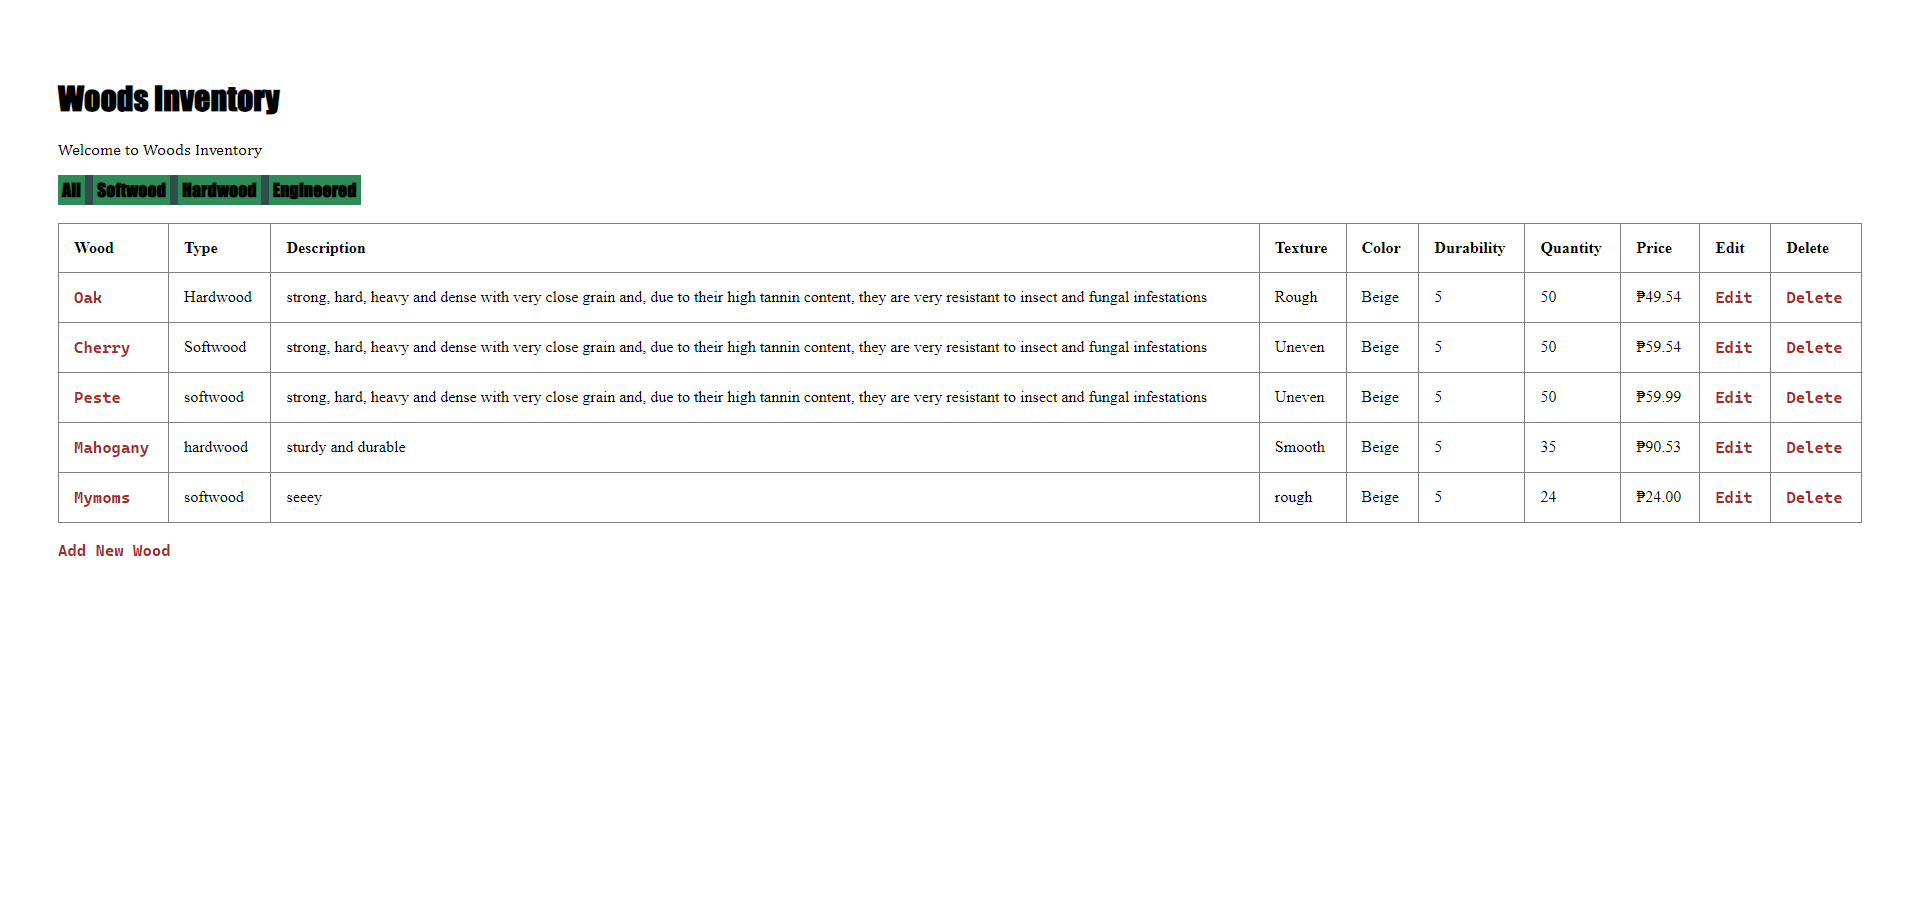 Woods Inventory
Welcome to Woods Inventory
All Softwood Hardwood Engineered
Wood Type Description Texture Color Durability Quantity Price Edit Delete
Oak Hardwood strong, hard, heavy and dense with very close grain and, due to their high tannin content, they are very resistant to insect and fungal infestations Rough Beige 5 50 ₱49.54 Edit Delete
Cherry Softwood strong, hard, heavy and dense with very close grain and, due to their high tannin content, they are very resistant to insect and fungal infestations Uneven Beige 5 50 ₱59.54 Edit Delete
Peste softwood strong, hard, heavy and dense with very close grain and, due to their high tannin content, they are very resistant to insect and fungal infestations Uneven Beige 5 50 ₱59.99 Edit Delete
Mahogany hardwood sturdy and durable Smooth Beige 5 35 ₱90.53 Edit Delete
Mymoms softwood seeey rough Beige 5 24 ₱24.00 Edit Delete
Add New Wood